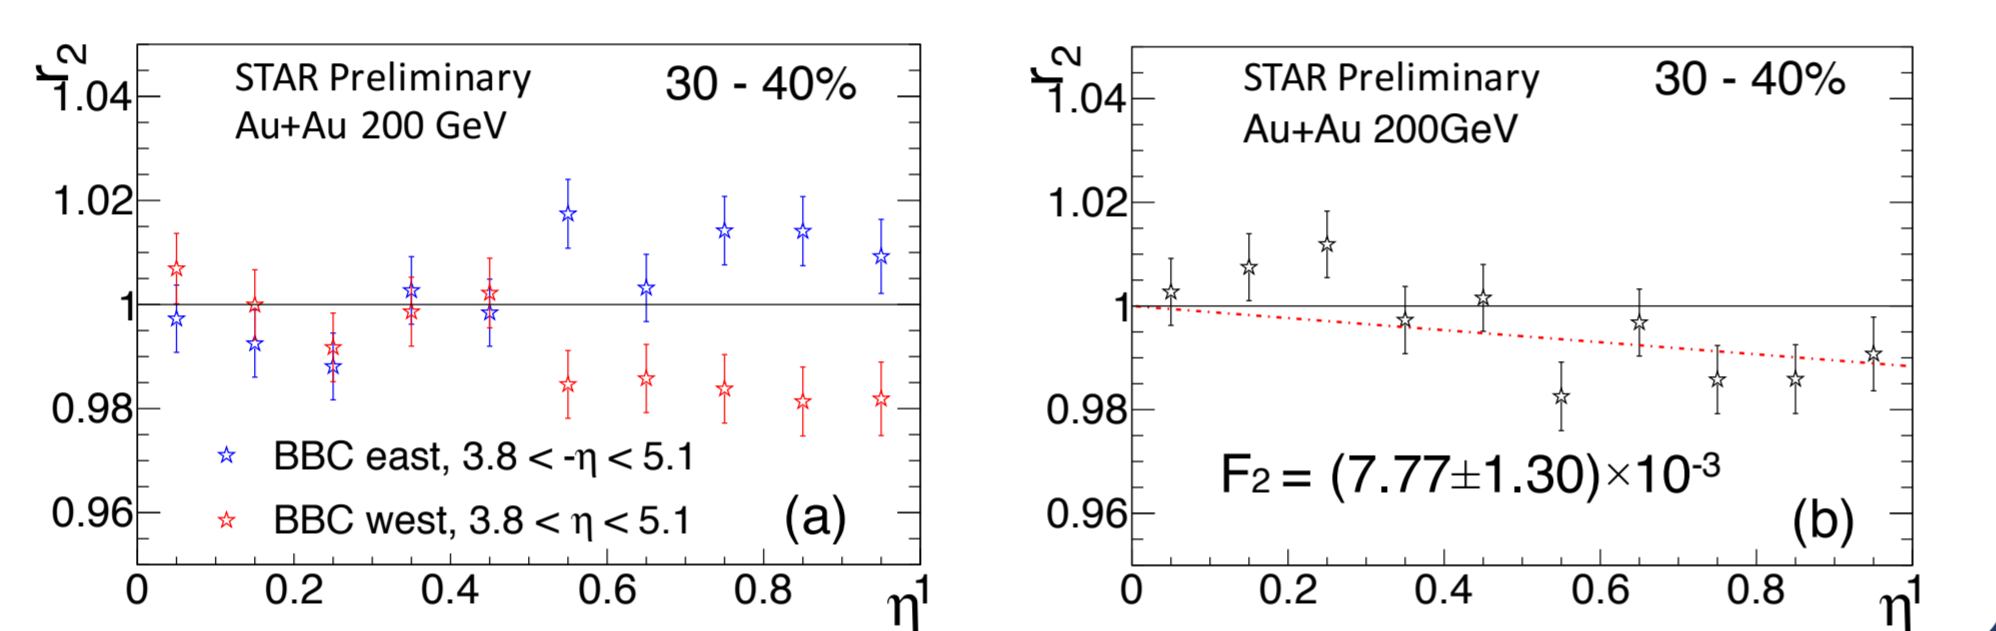 r2
1.04
1.02
1
0.98
0.96
STAR Preliminary
Au+Au 200 GeV
30 - 40%
BBC east, 3.8 < -η < 5.1
BBC west, 3.8 < η < 5.1
(a)
0 0.2 0.4 0.6 0.8 1
η
r2
1.04
1.02
1
0.98
0.96
STAR Preliminary
Au+Au 200GeV
30 - 40%
F2 = (7.77±1.30)×10-3
(b)
0 0.2 0.4 0.6 0.8 1
η